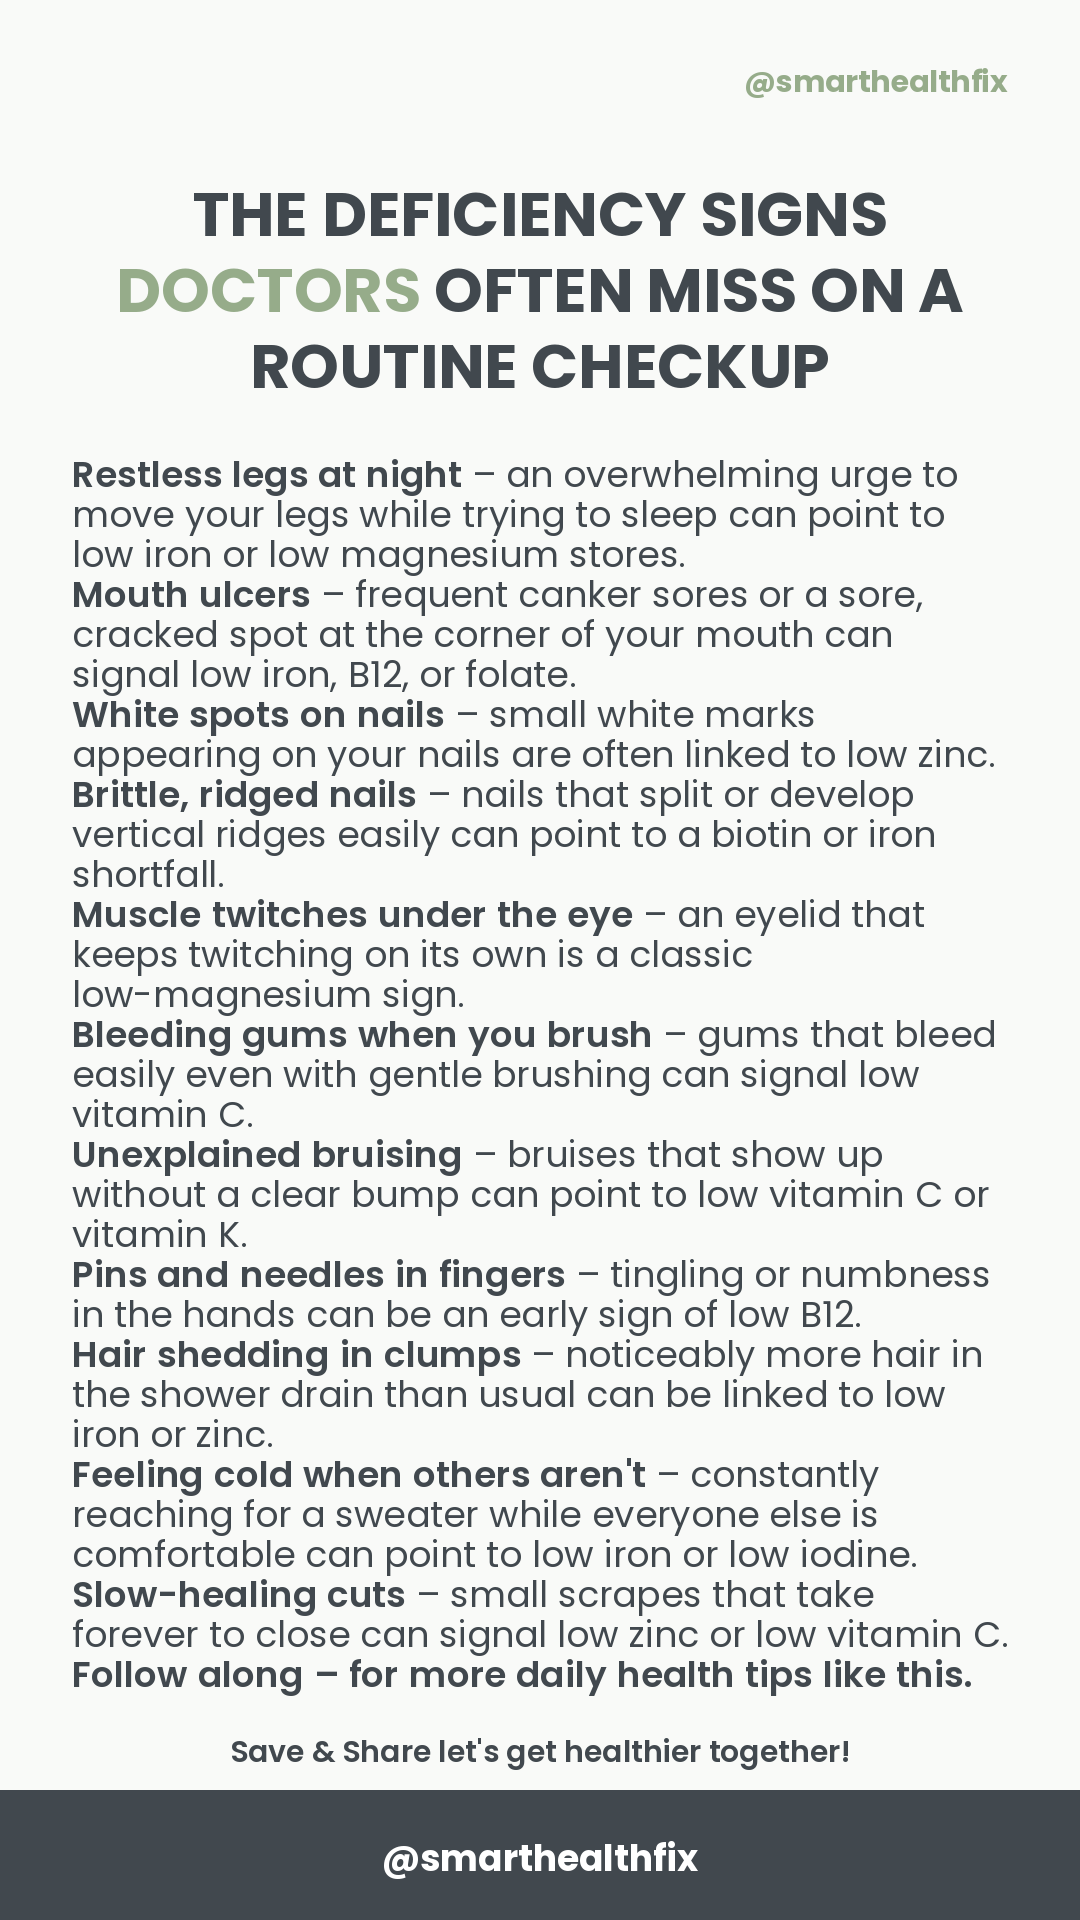 @smarthealthfix
THE DEFICIENCY SIGNS
DOCTORS OFTEN MISS ON A
ROUTINE CHECKUP
Restless legs at night – an overwhelming urge to
move your legs while trying to sleep can point to
low iron or low magnesium stores.
Mouth ulcers – frequent canker sores or a sore,
cracked spot at the corner of your mouth can
signal low iron, B12, or folate.
White spots on nails – small white marks
appearing on your nails are often linked to low zinc.
Brittle, ridged nails – nails that split or develop
vertical ridges easily can point to a biotin or iron
shortfall.
Muscle twitches under the eye – an eyelid that
keeps twitching on its own is a classic
low-magnesium sign.
Bleeding gums when you brush – gums that bleed
easily even with gentle brushing can signal low
vitamin C.
Unexplained bruising – bruises that show up
without a clear bump can point to low vitamin C or
vitamin K.
Pins and needles in fingers – tingling or numbness
in the hands can be an early sign of low B12.
Hair shedding in clumps – noticeably more hair in
the shower drain than usual can be linked to low
iron or zinc.
Feeling cold when others aren't – constantly
reaching for a sweater while everyone else is
comfortable can point to low iron or low iodine.
Slow-healing cuts – small scrapes that take
forever to close can signal low zinc or low vitamin C.
Follow along – for more daily health tips like this.
Save & Share let's get healthier together!
@smarthealthfix